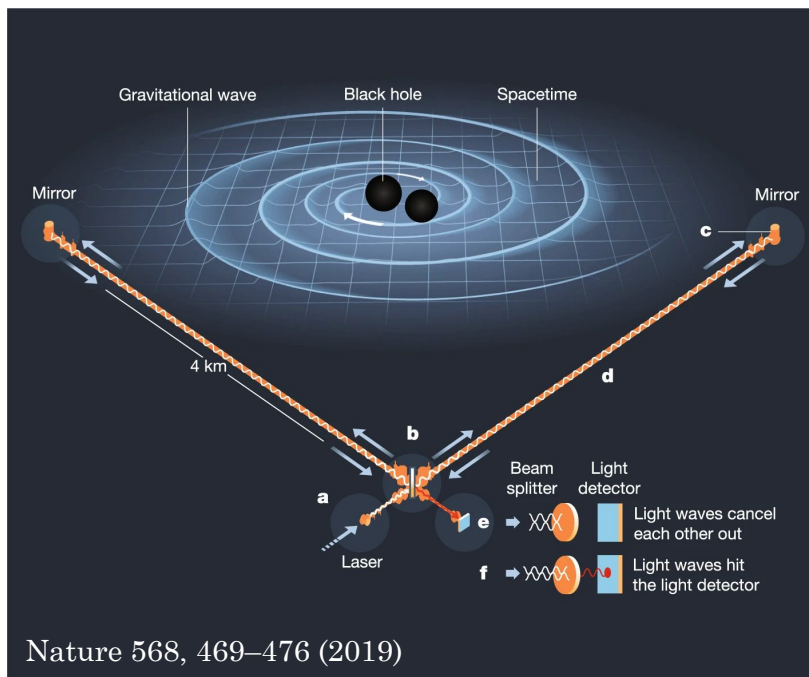 Gravitational wave
Black hole
Spacetime
Mirror
Mirror
c
4 km
d
b
a
Laser
e
f
Beam
splitter
Light
detector
Light waves cancel
each other out
Light waves hit
the light detector
Nature 568, 469–476 (2019)